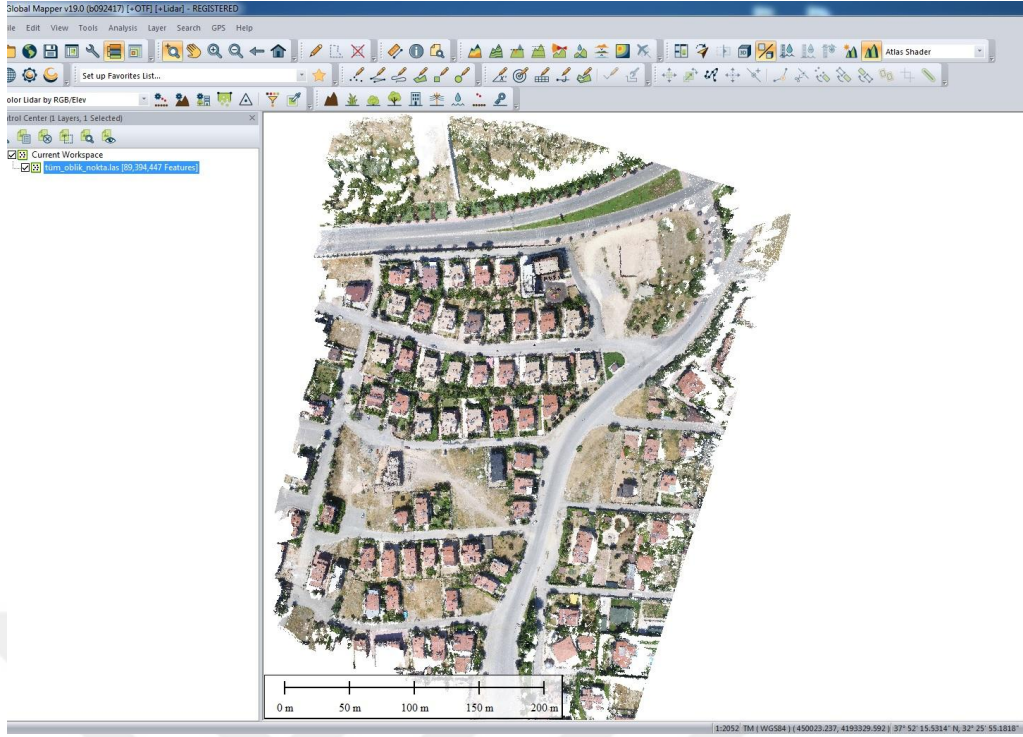 Global Mapper v19.0 (b092417) [+OTF] [+Lidar] - REGISTERED
ile Edit View Tools Analysis Layer Search GPS Help
Atlas Shader
Set up Favorites List...
olor Lidar by RGB/Elev
ntrol Center (1 Layers, 1 Selected)
Current Workspace
tüm_oblik_nokta.las [89,394,447 Features]
0 m 50 m 100 m 150 m 200 m
1:2052 TM ( WGS84 ) ( 450023.237, 4193329.592 ) 37° 52' 15.5314" N, 32° 25' 55.1818"